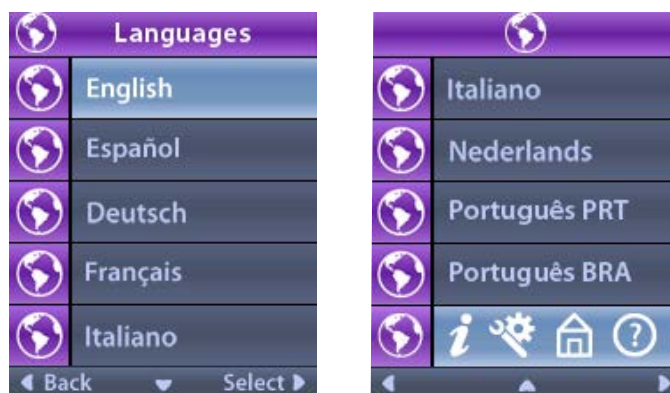 Languages
English
Español
Deutsch
Français
Italiano
Back Select
Italiano
Nederlands
Português PRT
Português BRA